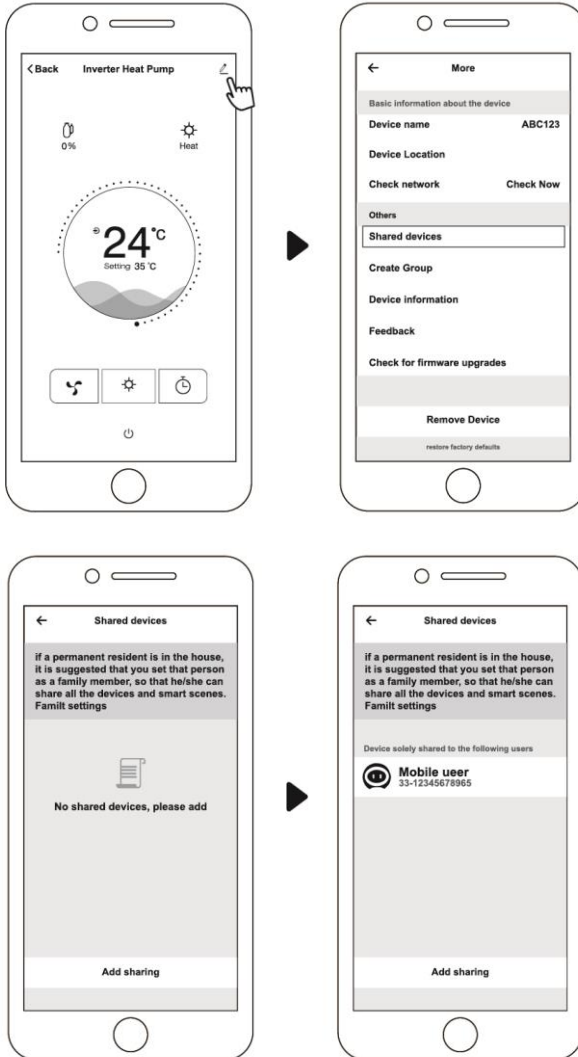 Back Inverter Heat Pump
0%
Heat
24°C
Setting 35 °C
More
Basic information about the device
Device name ABC123
Device Location
Check network Check Now
Others
Shared devices
Create Group
Device information
Feedback
Check for firmware upgrades
Remove Device
restore factory defaults
Shared devices
if a permanent resident is in the house,
it is suggested that you set that person
as a family member, so that he/she can
share all the devices and smart scenes.
Familt settings
No shared devices, please add
Add sharing
Shared devices
if a permanent resident is in the house,
it is suggested that you set that person
as a family member, so that he/she can
share all the devices and smart scenes.
Familt settings
Device solely shared to the following users
Mobile ueer
33-12345678965
Add sharing